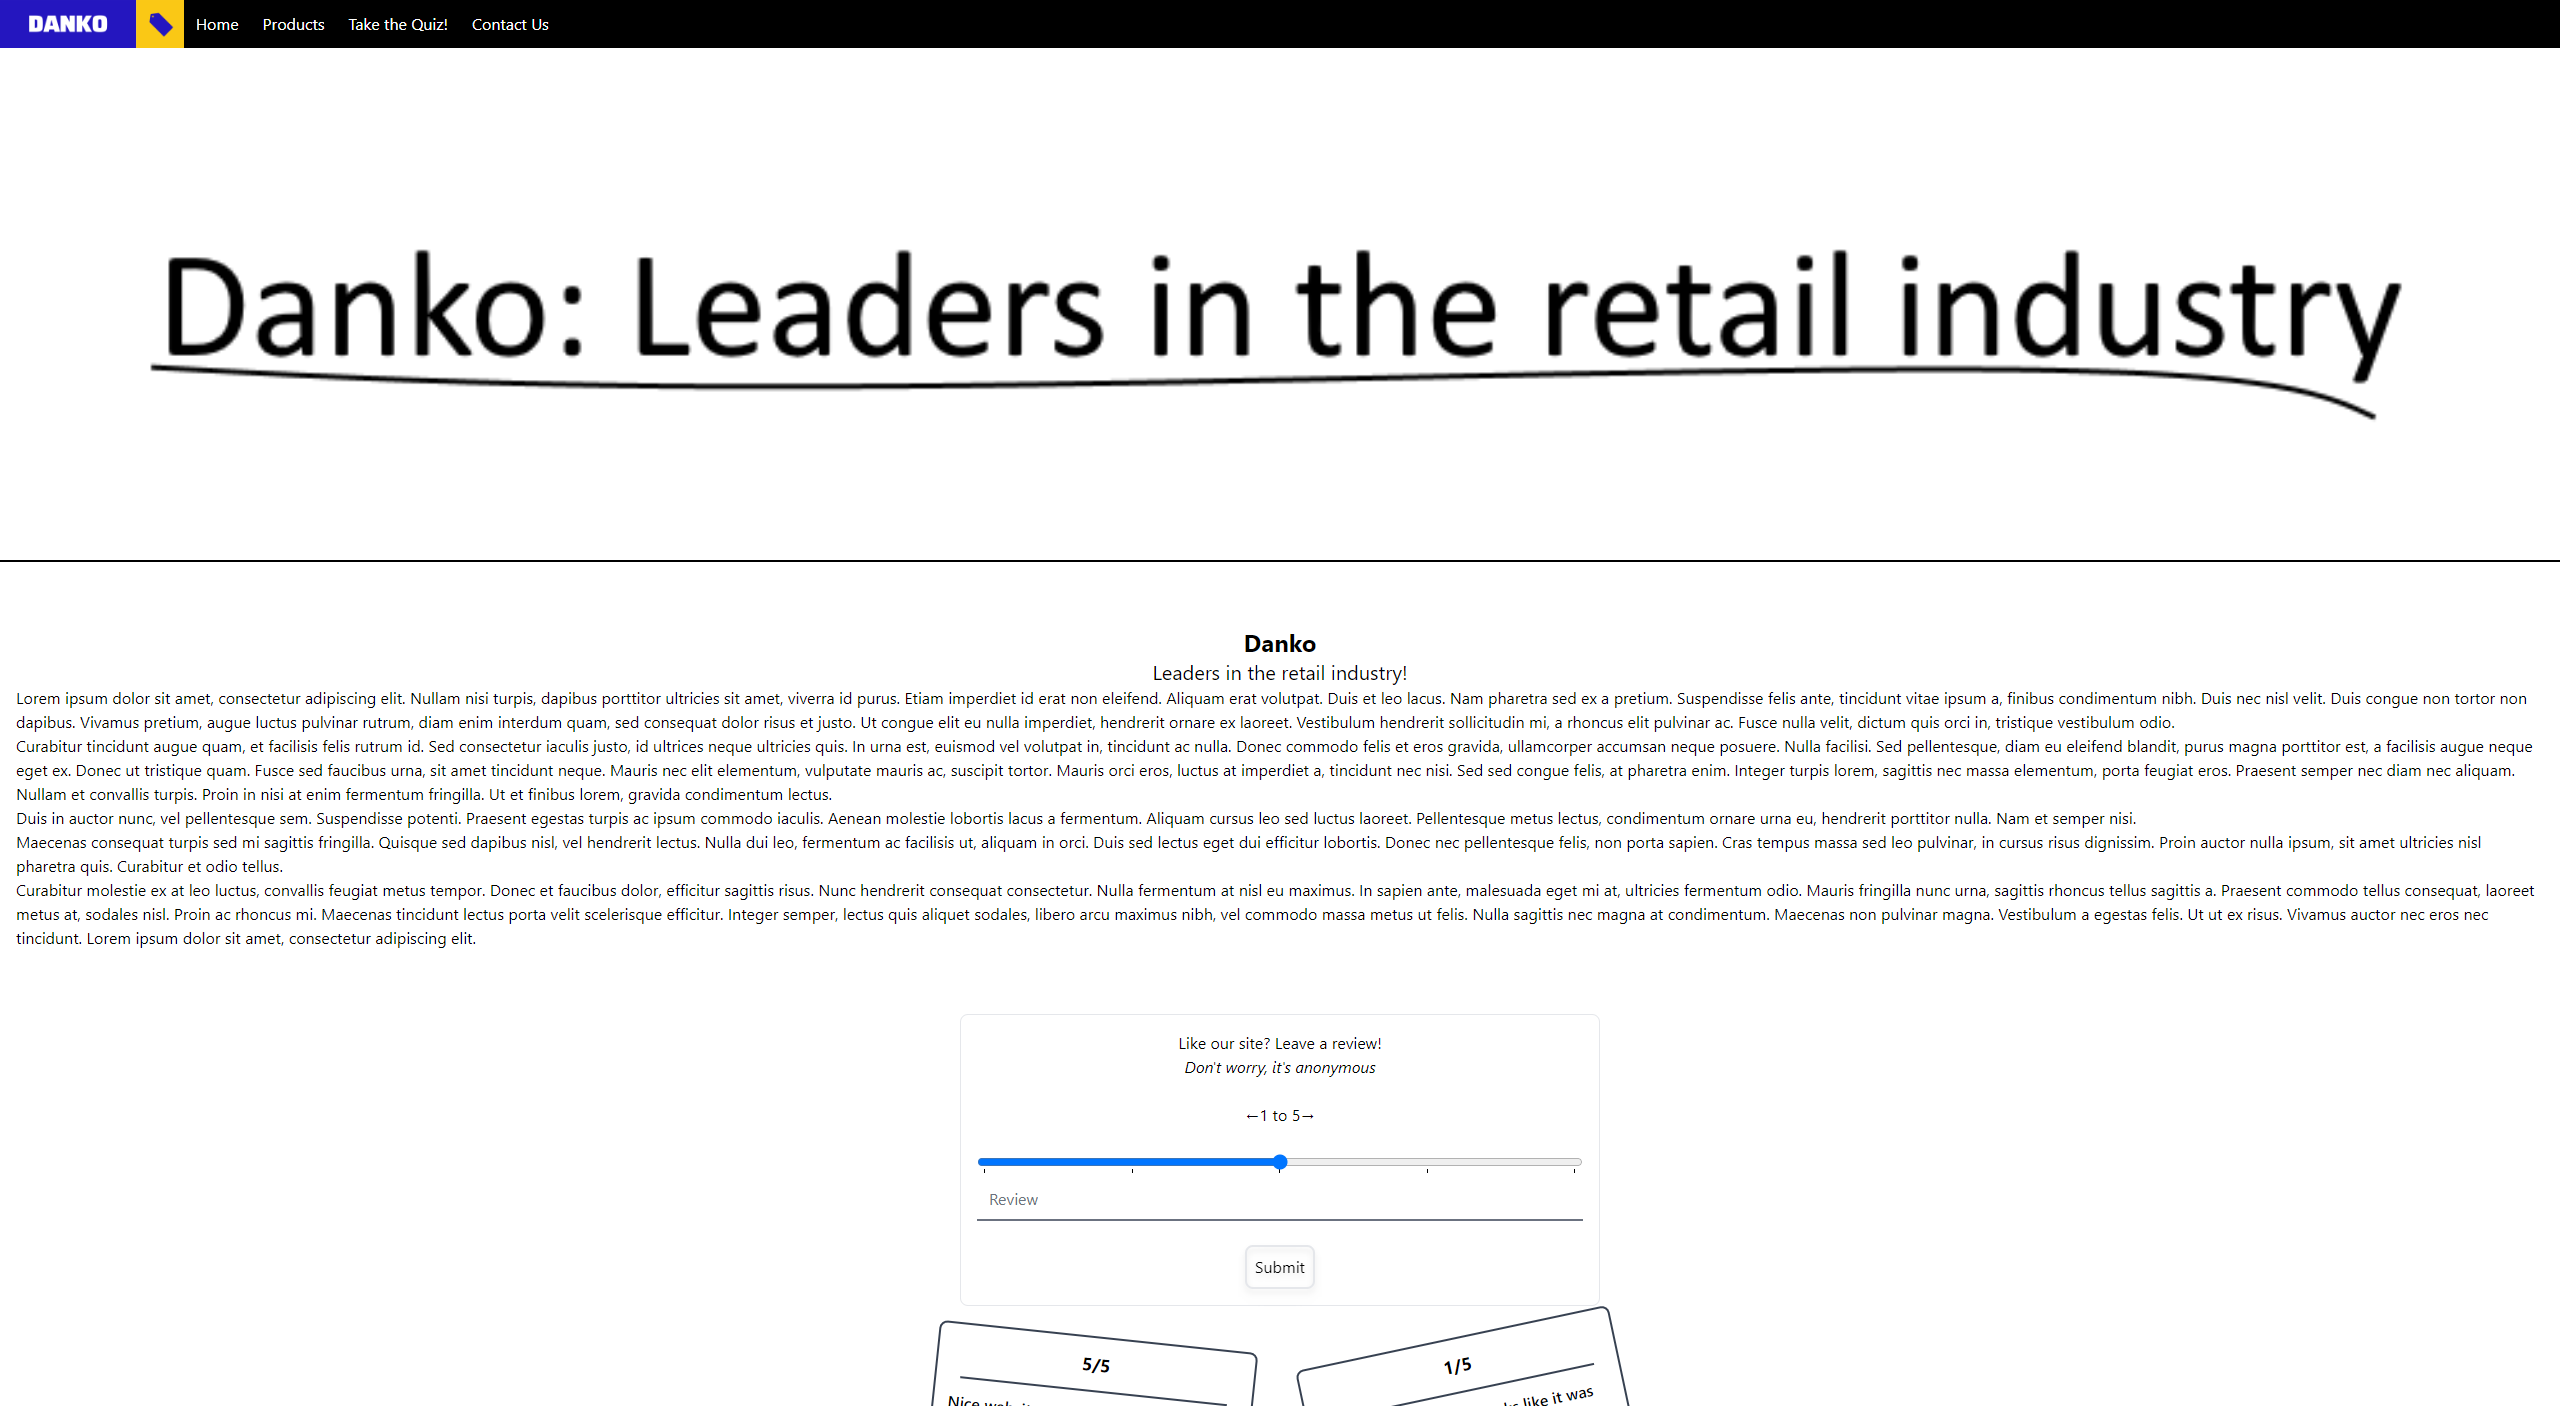 DANKO Home Products Take the Quiz! Contact Us
Danko: Leaders in the retail industry
Danko
Leaders in the retail industry!
Lorem ipsum dolor sit amet, consectetur adipiscing elit. Nullam nisi turpis, dapibus porttitor ultricies sit amet, viverra id purus. Etiam imperdiet id erat non eleifend. Aliquam erat volutpat. Duis et leo lacus. Nam pharetra sed ex a pretium. Suspendisse felis ante, tincidunt vitae ipsum a, finibus condimentum nibh. Duis nec nisl velit. Duis congue non tortor non
dapibus. Vivamus pretium, augue luctus pulvinar rutrum, diam enim interdum quam, sed consequat dolor risus et justo. Ut congue elit eu nulla imperdiet, hendrerit ornare ex laoreet. Vestibulum hendrerit sollicitudin mi, a rhoncus elit pulvinar ac. Fusce nulla velit, dictum quis orci in, tristique vestibulum odio.
Curabitur tincidunt augue quam, et facilisis felis rutrum id. Sed consectetur iaculis justo, id ultrices neque ultricies quis. In urna est, euismod vel volutpat in, tincidunt ac nulla. Donec commodo felis et eros gravida, ullamcorper accumsan neque posuere. Nulla facilisi. Sed pellentesque, diam eu eleifend blandit, purus magna porttitor est, a facilisis augue neque
eget ex. Donec ut tristique quam. Fusce sed faucibus urna, sit amet tincidunt neque. Mauris nec elit elementum, vulputate mauris ac, suscipit tortor. Mauris orci eros, luctus at imperdiet a, tincidunt nec nisi. Sed sed congue felis, at pharetra enim. Integer turpis lorem, sagittis nec massa elementum, porta feugiat eros. Praesent semper nec diam nec aliquam.
Nullam et convallis turpis. Proin in nisi at enim fermentum fringilla. Ut et finibus lorem, gravida condimentum lectus.
Duis in auctor nunc, vel pellentesque sem. Suspendisse potenti. Praesent egestas turpis ac ipsum commodo iaculis. Aenean molestie lobortis lacus a fermentum. Aliquam cursus leo sed luctus laoreet. Pellentesque metus lectus, condimentum ornare urna eu, hendrerit porttitor nulla. Nam et semper nisi.
Maecenas consequat turpis sed mi sagittis fringilla. Quisque sed dapibus nisl, vel hendrerit lectus. Nulla dui leo, fermentum ac facilisis ut, aliquam in orci. Duis sed lectus eget dui efficitur lobortis. Donec nec pellentesque felis, non porta sapien. Cras tempus massa sed leo pulvinar, in cursus risus dignissim. Proin auctor nulla ipsum, sit amet ultricies nisl
pharetra quis. Curabitur et odio tellus.
Curabitur molestie ex at leo luctus, convallis feugiat metus tempor. Donec et faucibus dolor, efficitur sagittis risus. Nunc hendrerit consequat consectetur. Nulla fermentum at nisl eu maximus. In sapien ante, malesuada eget mi at, ultricies fermentum odio. Mauris fringilla nunc urna, sagittis rhoncus tellus sagittis a. Praesent commodo tellus consequat, laoreet
metus at, sodales nisl. Proin ac rhoncus mi. Maecenas tincidunt lectus porta velit scelerisque efficitur. Integer semper, lectus quis aliquet sodales, libero arcu maximus nibh, vel commodo massa metus ut felis. Nulla sagittis nec magna at condimentum. Maecenas non pulvinar magna. Vestibulum a egestas felis. Ut ut ex risus. Vivamus auctor nec eros nec
tincidunt. Lorem ipsum dolor sit amet, consectetur adipiscing elit.
Like our site? Leave a review!
Don't worry, it's anonymous
←1 to 5→
Review
Submit
5/5
1/5
Nice
like it was